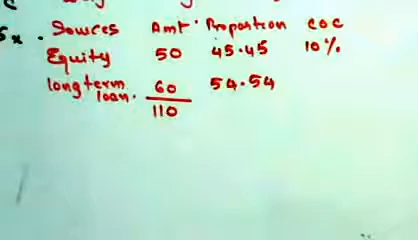 Ex. Sources Amt. Proportion COC
Equity 50 45.45 10%
long term loan. 60 54.54
110